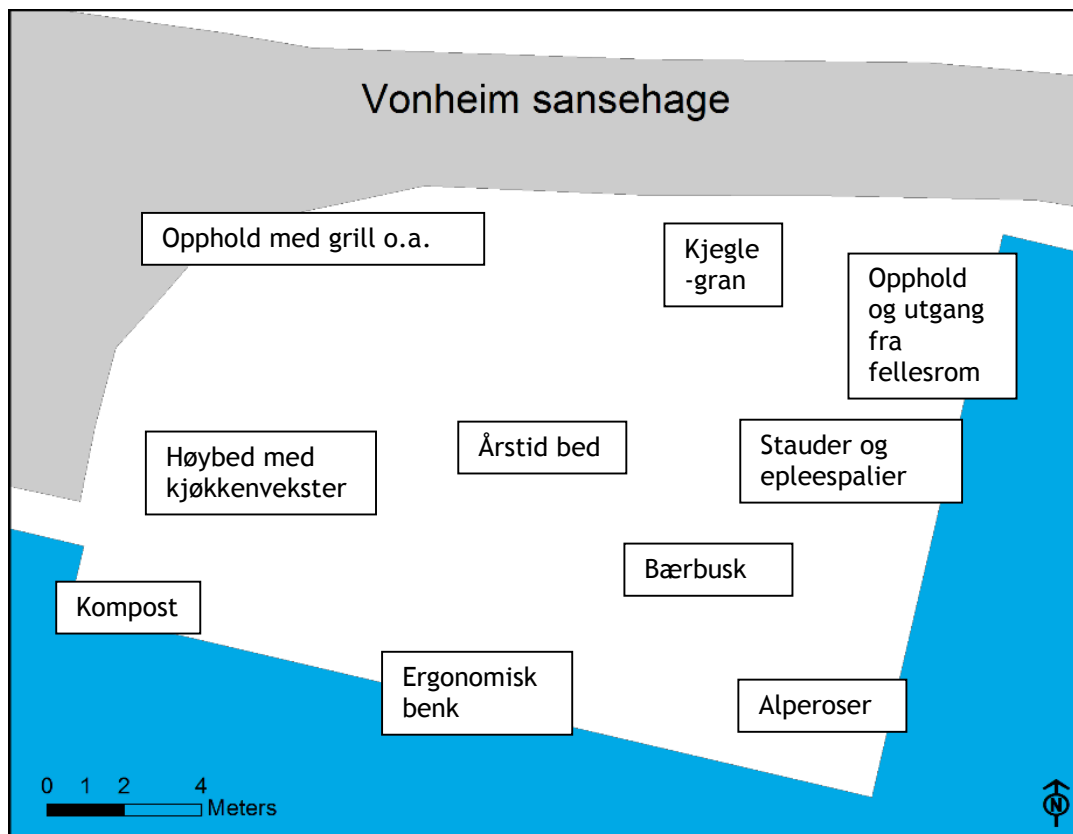 Vonheim sansehage
Opphold med grill o.a.
Kjegle
-gran
Opphold
og utgang
fra
fellesrom
Årstid bed
Stauder og
epleespalier
Høybed med
kjøkkenvekster
Bærbusk
Kompost
Ergonomisk
benk
Alperoser
0 1 2 4
Meters
N